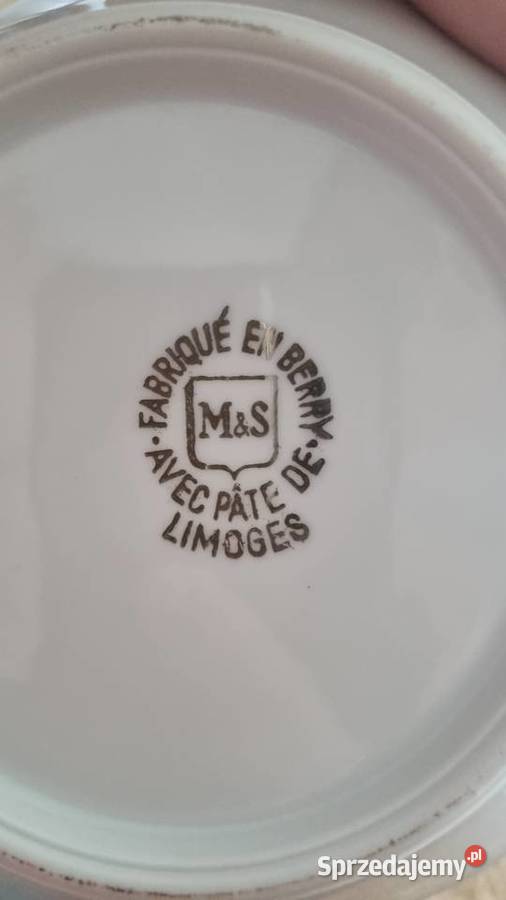 FABRIQUÉ EN BERRY
M&S
AVEC PÂTE DE
LIMOGES
Sprzedajemy.pl